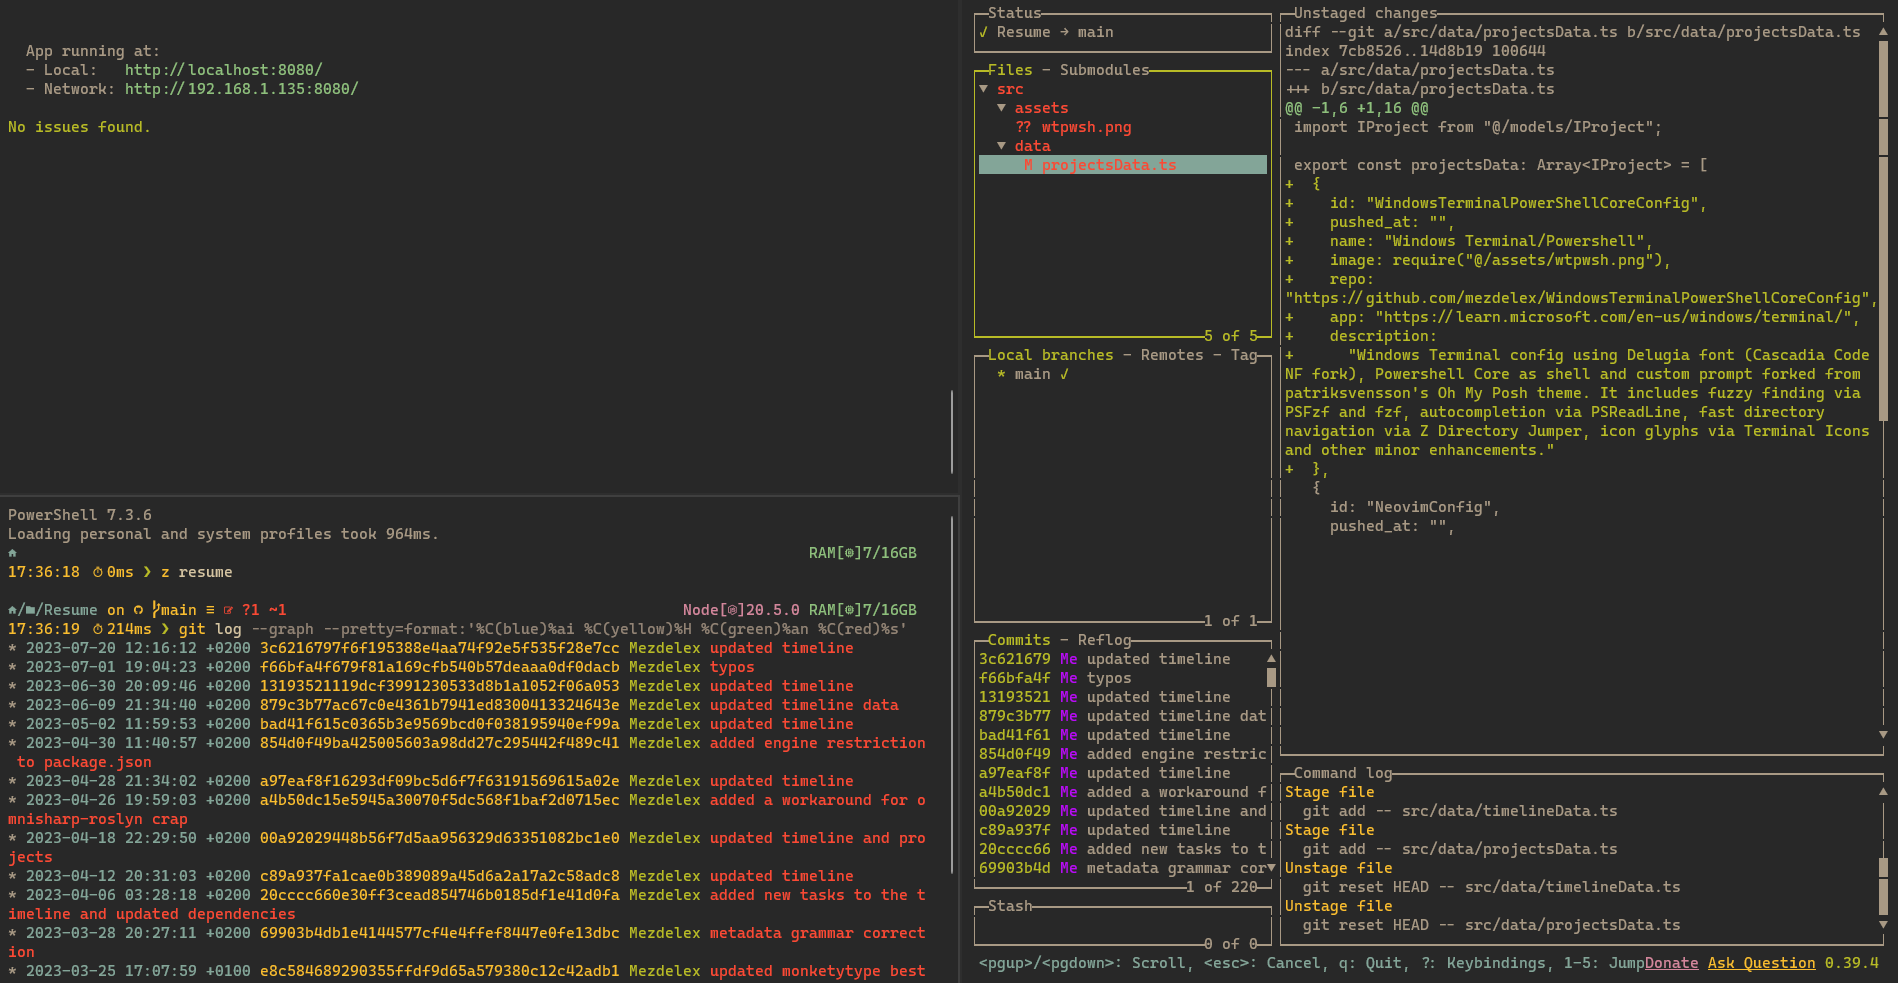 App running at:
- Local:   http://localhost:8080/
- Network: http://192.168.1.135:8080/
No issues found.
PowerShell 7.3.6
Loading personal and system profiles took 964ms.
RAM[]7/16GB
17:36:18 0ms ❯ z resume
~/Resume on main ≡ ?1 ~1 Node[]20.5.0 RAM[]7/16GB
17:36:19 214ms ❯ git log --graph --pretty=format:'%C(blue)%ai %C(yellow)%H %C(green)%an %C(red)%s'
* 2023-07-20 12:16:12 +0200 3c6216797f6f195388e4aa74f92e5f535f28e7cc Mezdelex updated timeline
* 2023-07-01 19:04:23 +0200 f66bfa4f679f81a169cfb540b57deaaa0df0dacb Mezdelex typos
* 2023-06-30 20:09:46 +0200 13193521119dcf3991230533d8b1a1052f06a053 Mezdelex updated timeline
* 2023-06-09 21:34:40 +0200 879c3b77ac67c0e4361b7941ed8300413324643e Mezdelex updated timeline data
* 2023-05-02 11:59:53 +0200 bad41f615c0365b3e9569bcd0f038195940ef99a Mezdelex updated timeline
* 2023-04-30 11:40:57 +0200 854d0f49ba425005603a98dd27c295442f489c41 Mezdelex added engine restriction
 to package.json
* 2023-04-28 21:34:02 +0200 a97eaf8f16293df09bc5d6f7f63191569615a02e Mezdelex updated timeline
* 2023-04-26 19:59:03 +0200 a4b50dc15e5945a30070f5dc568f1baf2d0715ec Mezdelex added a workaround for o
mnisharp-roslyn crap
* 2023-04-18 22:29:50 +0200 00a92029448b56f7d5aa956329d63351082bc1e0 Mezdelex updated timeline and pro
jects
* 2023-04-12 20:31:03 +0200 c89a937fa1cae0b389089a45d6a2a17a2c58adc8 Mezdelex updated timeline
* 2023-04-06 03:28:18 +0200 20cccc660e30ff3cead854746b0185df1e41d0fa Mezdelex added new tasks to the t
imeline and updated dependencies
* 2023-03-28 20:27:11 +0200 69903b4db1e4144577cf4e4ffef8447e0fe13dbc Mezdelex metadata grammar correct
ion
* 2023-03-25 17:07:59 +0100 e8c584689290355ffdf9d65a579380c12c42adb1 Mezdelex updated monketytype best
Status
✓ Resume → main
Files - Submodules
▼ src
▼ assets
?? wtpwsh.png
▼ data
M projectsData.ts
5 of 5
Local branches - Remotes - Tag
* main ✓
1 of 1
Commits - Reflog
3c621679 Me updated timeline
f66bfa4f Me typos
13193521 Me updated timeline
879c3b77 Me updated timeline dat
bad41f61 Me updated timeline
854d0f49 Me added engine restric
a97eaf8f Me updated timeline
a4b50dc1 Me added a workaround f
00a92029 Me updated timeline and
c89a937f Me updated timeline
20cccc66 Me added new tasks to t
69903b4d Me metadata grammar cor
1 of 220
Stash
0 of 0
Unstaged changes
diff --git a/src/data/projectsData.ts b/src/data/projectsData.ts
index 7cb8526..14d8b19 100644
--- a/src/data/projectsData.ts
+++ b/src/data/projectsData.ts
@@ -1,6 +1,16 @@
 import IProject from "@/models/IProject";
 export const projectsData: Array<IProject> = [
+  {
+    id: "WindowsTerminalPowerShellCoreConfig",
+    pushed_at: "",
+    name: "Windows Terminal/Powershell",
+    image: require("@/assets/wtpwsh.png"),
+    repo:
"https://github.com/mezdelex/WindowsTerminalPowerShellCoreConfig",
+    app: "https://learn.microsoft.com/en-us/windows/terminal/",
+    description:
+      "Windows Terminal config using Delugia font (Cascadia Code
NF fork), Powershell Core as shell and custom prompt forked from
patriksvensson's Oh My Posh theme. It includes fuzzy finding via
PSFzf and fzf, autocompletion via PSReadLine, fast directory
navigation via Z Directory Jumper, icon glyphs via Terminal Icons
and other minor enhancements."
+  },
   {
     id: "NeovimConfig",
     pushed_at: "",
Command log
Stage file
  git add -- src/data/timelineData.ts
Stage file
  git add -- src/data/projectsData.ts
Unstage file
  git reset HEAD -- src/data/timelineData.ts
Unstage file
  git reset HEAD -- src/data/projectsData.ts
<pgup>/<pgdown>: Scroll, <esc>: Cancel, q: Quit, ?: Keybindings, 1-5: JumpDonate Ask Question 0.39.4